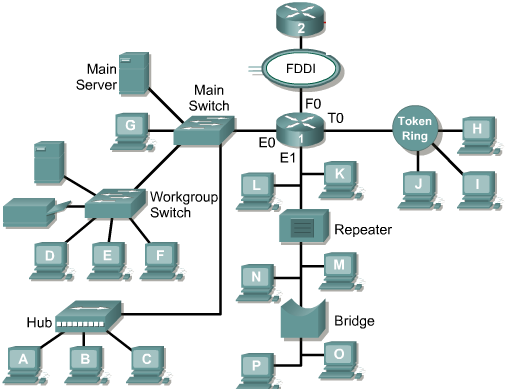 2
FDDI
Main
Server
Main
Switch
F0
T0
G
E0
1
E1
Token
Ring
H
K
L
J
I
Workgroup
Switch
Repeater
D
E
F
N
M
Hub
Bridge
A
B
C
P
O